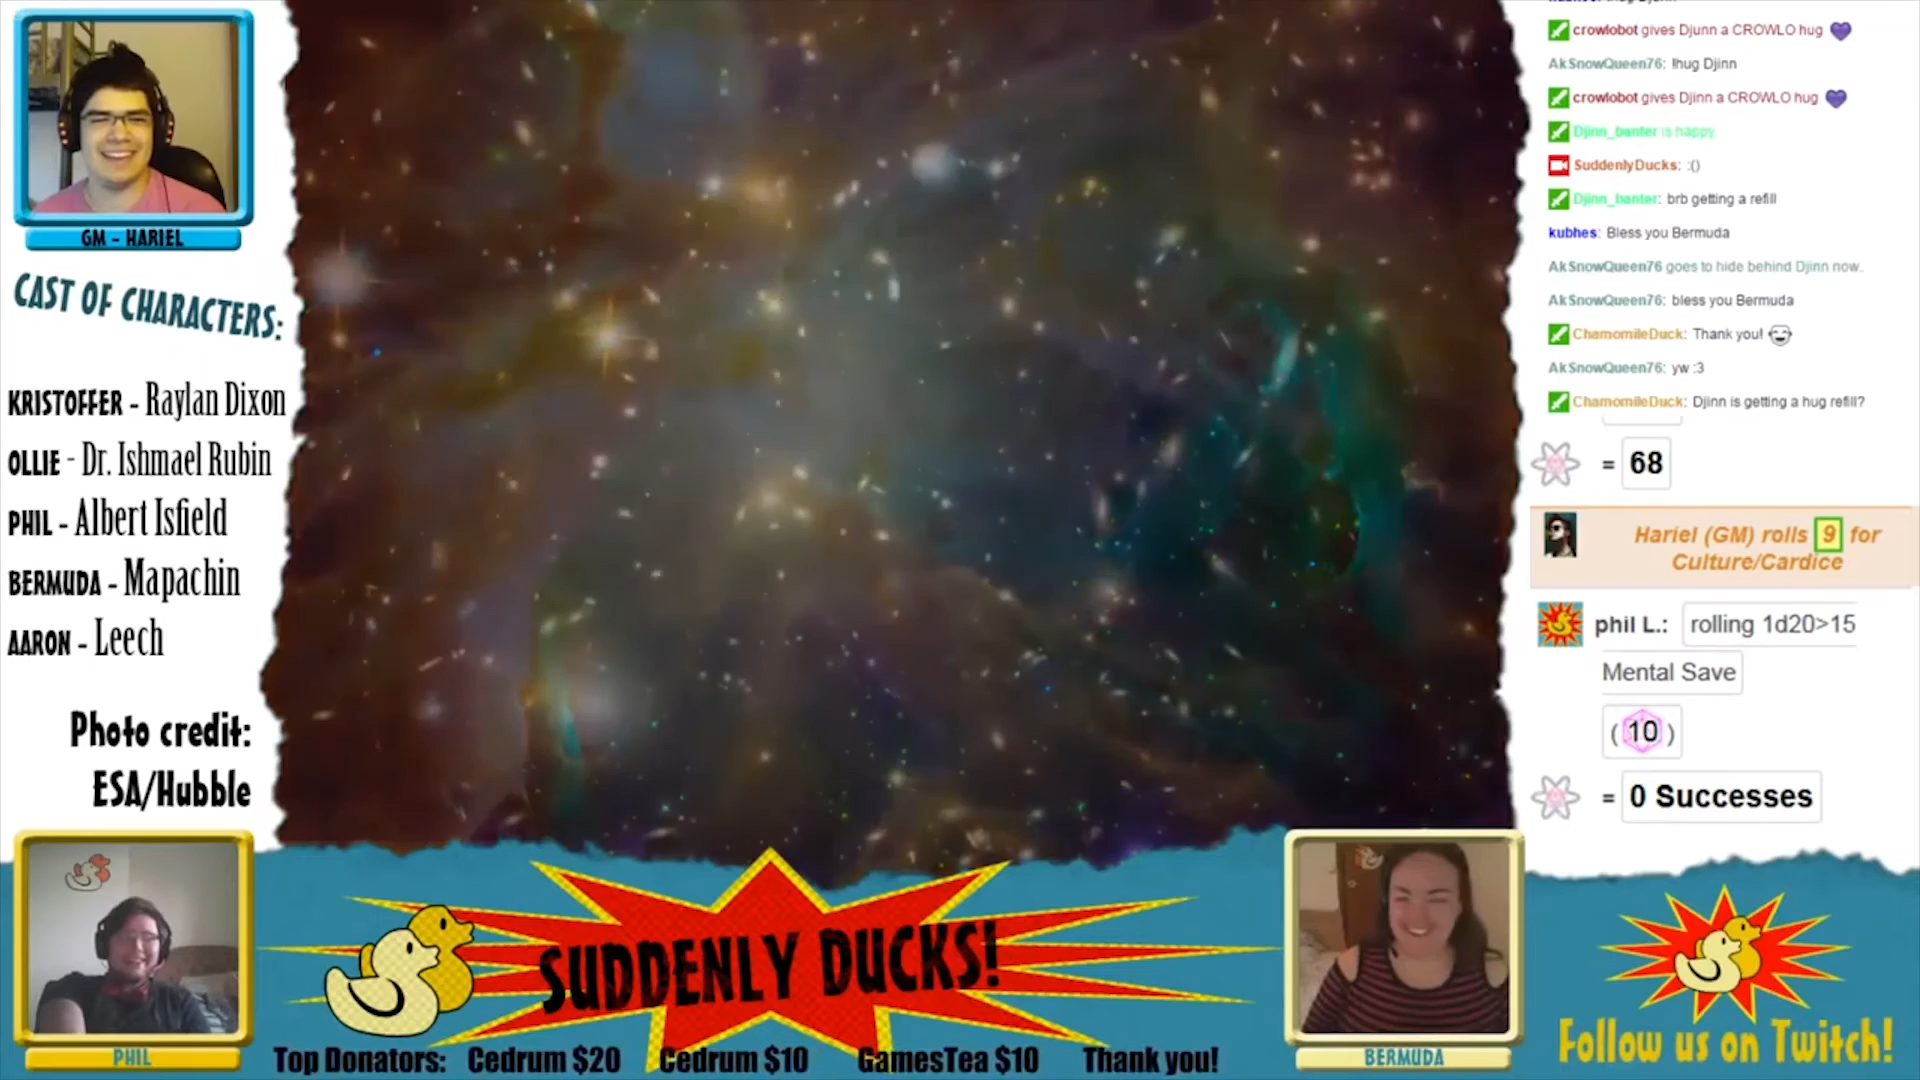 GM - HARIEL
CAST OF CHARACTERS:
KRISTOFFER - Raylan Dixon
OLLIE - Dr. Ishmael Rubin
PHIL - Albert Isfield
BERMUDA - Mapachin
AARON - Leech
Photo credit:
ESA/Hubble
PHIL
SUDDENLY DUCKS!
Top Donators: Cedrum $20 Cedrum $10 GamesTea $10 Thank you!
BERMUDA
crowlobot gives Djunn a CROWLO hug
AkSnowQueen76: !hug Djinn
crowlobot gives Djinn a CROWLO hug
Djinn_banter is happy
SuddenlyDucks: :()
Djinn_banter: brb getting a refill
kubhes: Bless you Bermuda
AkSnowQueen76 goes to hide behind Djinn now..
AkSnowQueen76: bless you Bermuda
ChamomileDuck: Thank you!
AkSnowQueen76: yw :3
ChamomileDuck: Djinn is getting a hug refill?
= 68
Hariel (GM) rolls 9 for
Culture/Cardice
phil L.: rolling 1d20>15
Mental Save
(10)
= 0 Successes
Follow us on Twitch!